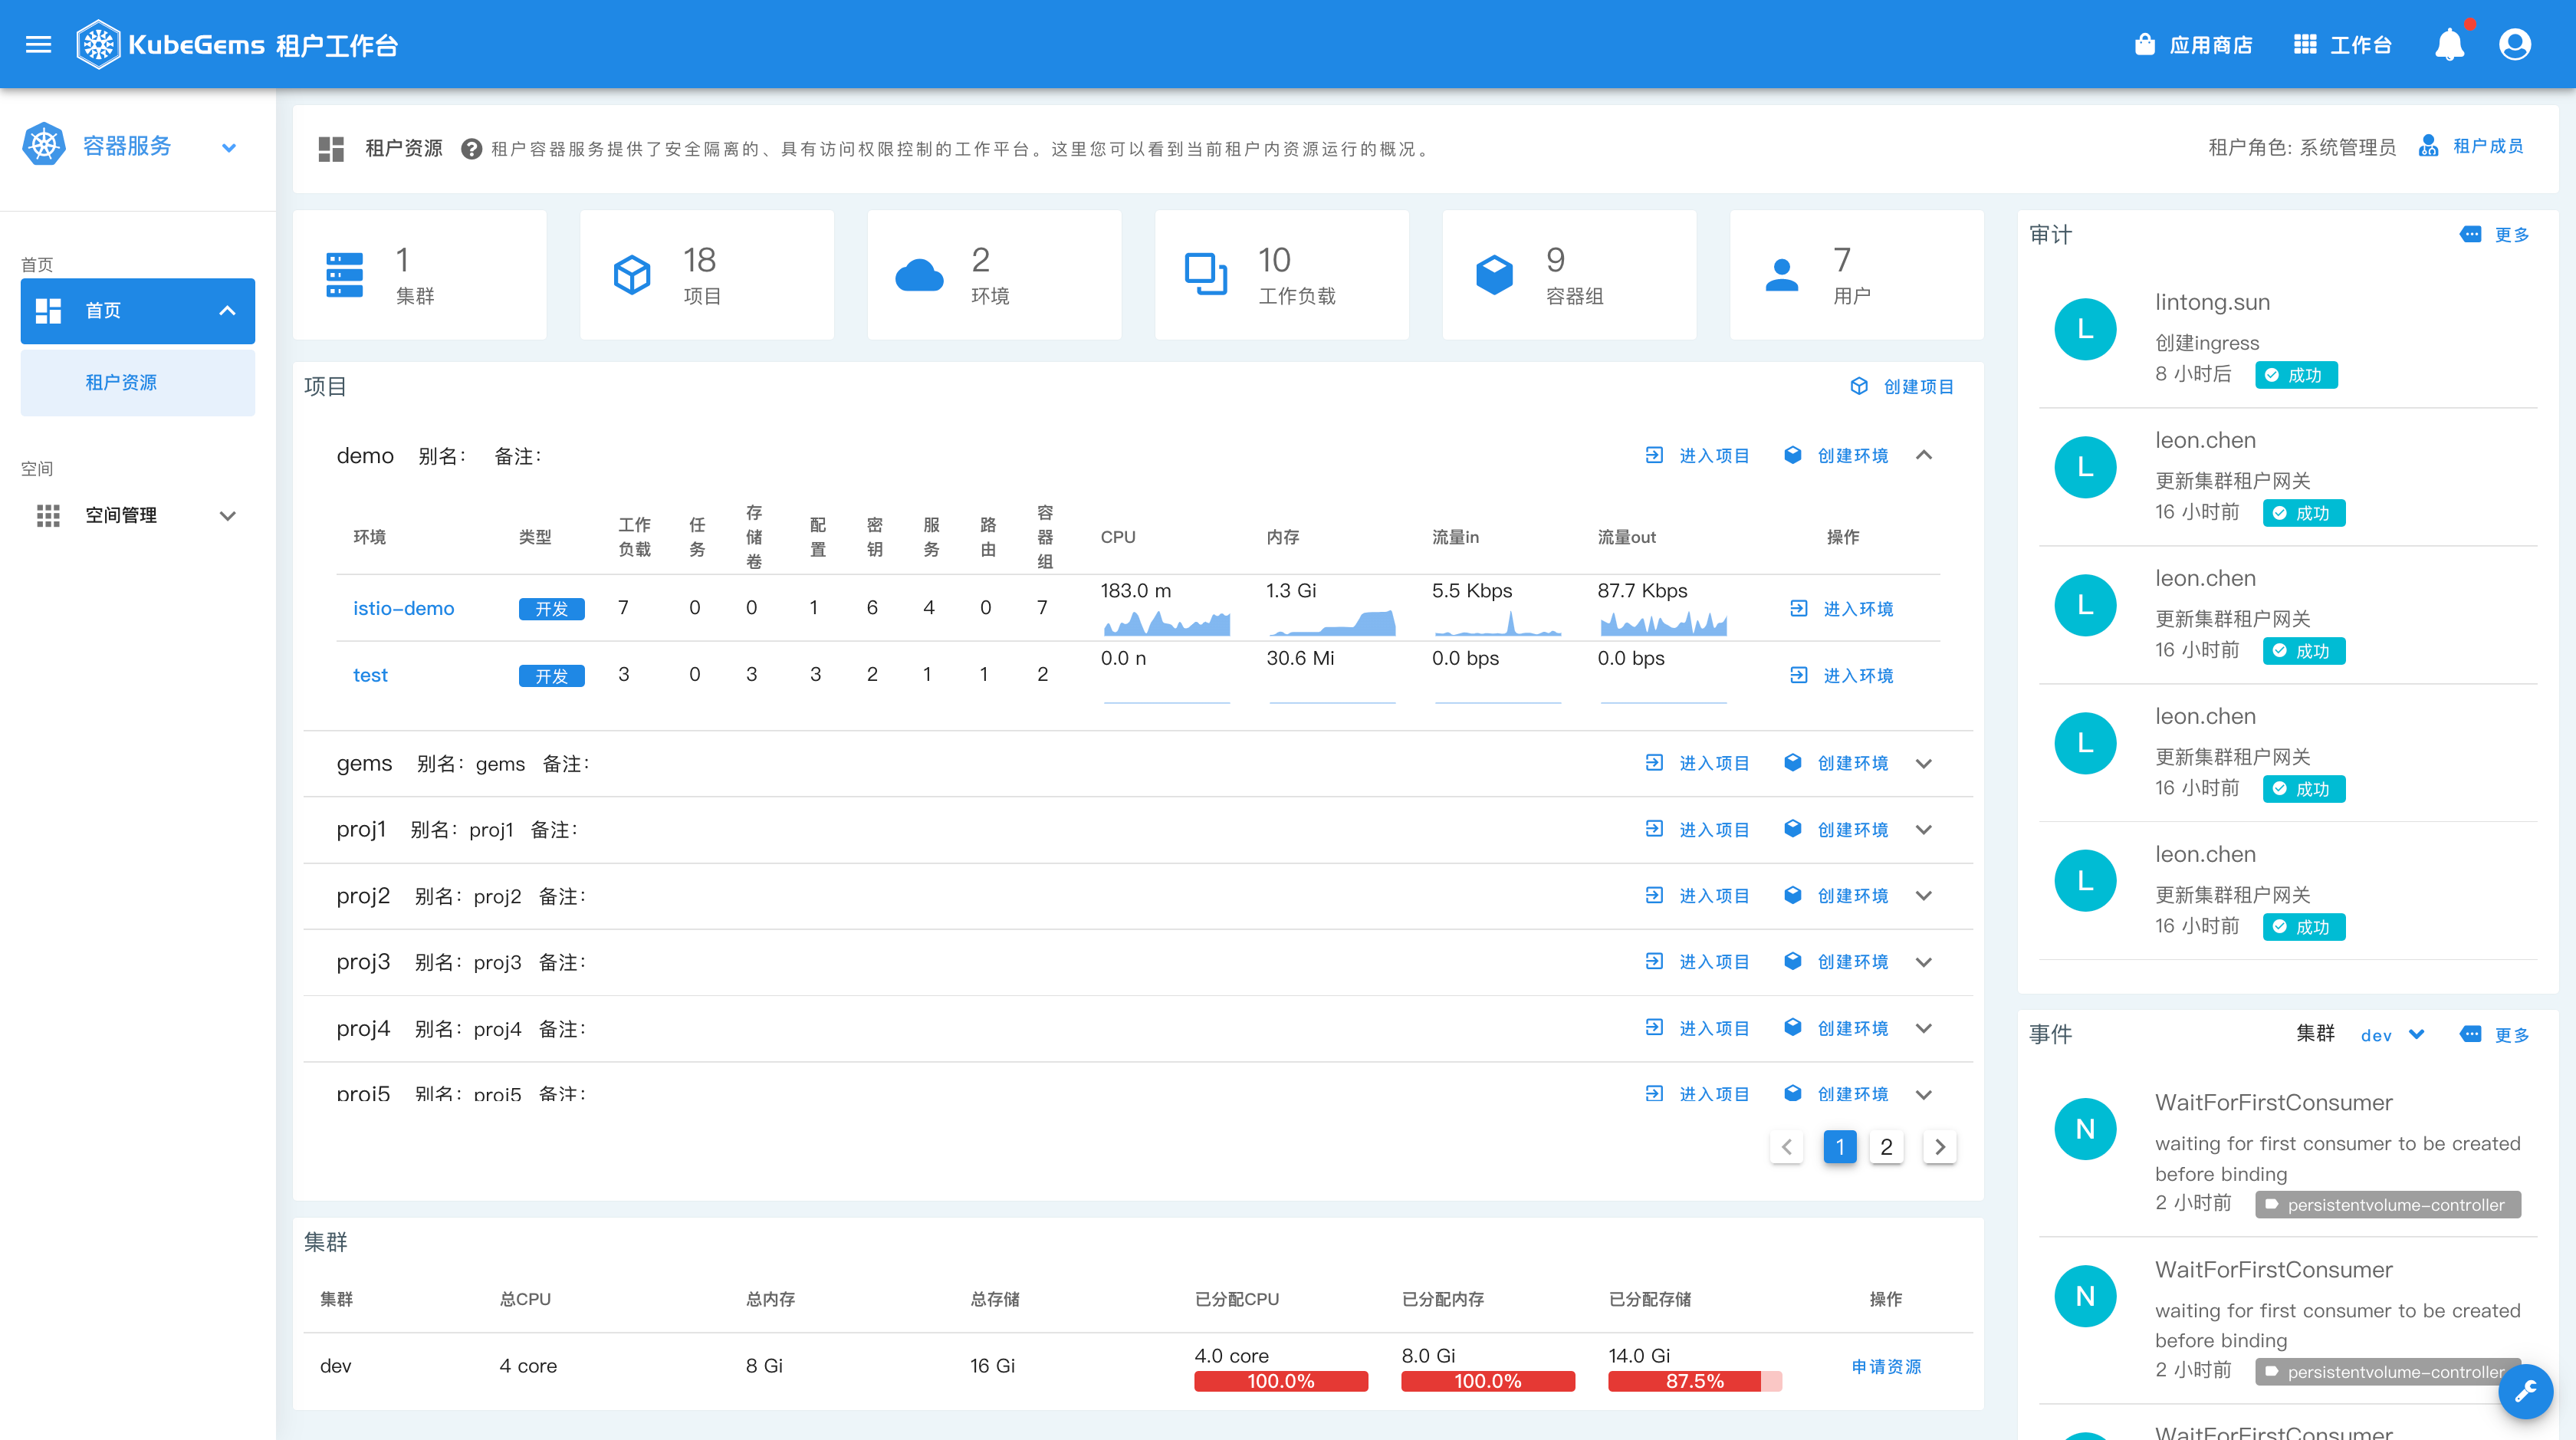 KubeGems 租户工作台
应用商店
工作台
容器服务
首页
首页
租户资源
空间
空间管理
租户资源
租户容器服务提供了安全隔离的、具有访问权限控制的工作平台。这里您可以看到当前租户内资源运行的概况。
租户角色: 系统管理员
租户成员
1
集群
18
项目
2
环境
10
工作负载
9
容器组
7
用户
项目
创建项目
demo 别名： 备注：
进入项目 创建环境
环境 类型 工作负载 任务 存储卷 配置 密钥 服务 路由 容器组 CPU 内存 流量in 流量out 操作
istio-demo 开发 7 0 0 1 6 4 0 7 183.0 m 1.3 Gi 5.5 Kbps 87.7 Kbps 进入环境
test 开发 3 0 3 3 2 1 1 2 0.0 n 30.6 Mi 0.0 bps 0.0 bps 进入环境
gems 别名：gems 备注： 进入项目 创建环境
proj1 别名：proj1 备注： 进入项目 创建环境
proj2 别名：proj2 备注： 进入项目 创建环境
proj3 别名：proj3 备注： 进入项目 创建环境
proj4 别名：proj4 备注： 进入项目 创建环境
proj5 别名：proj5 备注： 进入项目 创建环境
1 2
集群
集群 总CPU 总内存 总存储 已分配CPU 已分配内存 已分配存储 操作
dev 4 core 8 Gi 16 Gi 4.0 core 8.0 Gi 14.0 Gi 申请资源
100.0% 100.0% 87.5%
审计
更多
L
lintong.sun
创建ingress
8 小时后 成功
L
leon.chen
更新集群租户网关
16 小时前 成功
L
leon.chen
更新集群租户网关
16 小时前 成功
L
leon.chen
更新集群租户网关
16 小时前 成功
L
leon.chen
更新集群租户网关
16 小时前 成功
事件
集群 dev
更多
N
WaitForFirstConsumer
waiting for first consumer to be created
before binding
2 小时前 persistentvolume-controller
N
WaitForFirstConsumer
waiting for first consumer to be created
before binding
2 小时前 persistentvolume-controller
WaitForFirstConsumer